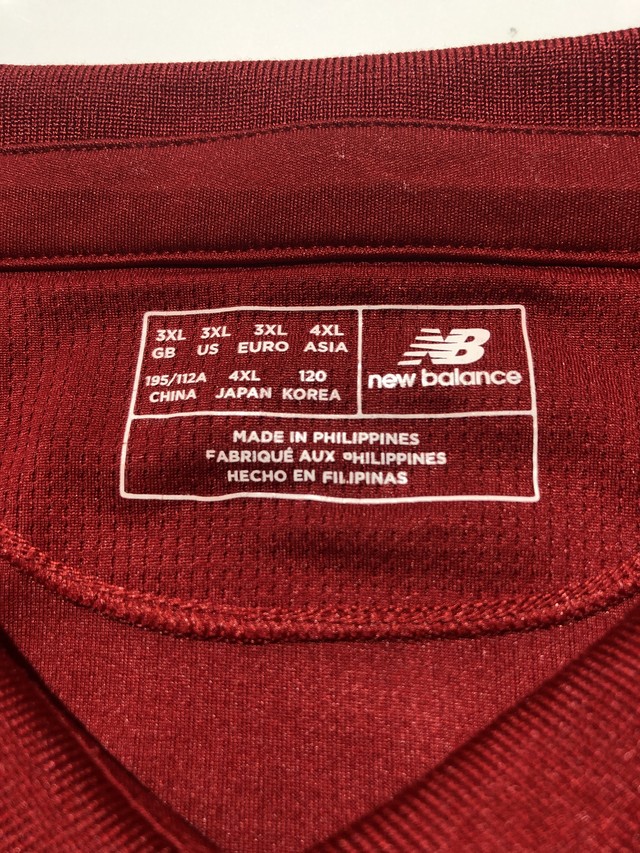 3XL 3XL 3XL 4XL
GB US EURO ASIA
195/112A 4XL 120
CHINA JAPAN KOREA
NB
new balance
MADE IN PHILIPPINES
FABRIQUÉ AUX PHILIPPINES
HECHO EN FILIPINAS